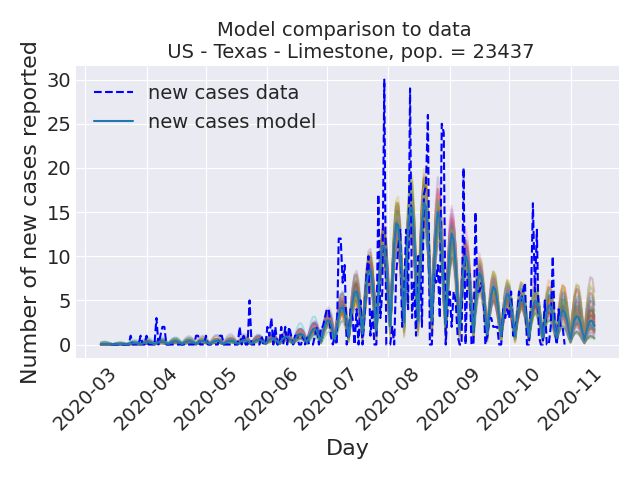 Model comparison to data
US - Texas - Limestone, pop. = 23437
Number of new cases reported
30
25
20
15
10
5
0
new cases data
new cases model
2020-03
2020-04
2020-05
2020-06
2020-07
2020-08
2020-09
2020-10
2020-11
Day